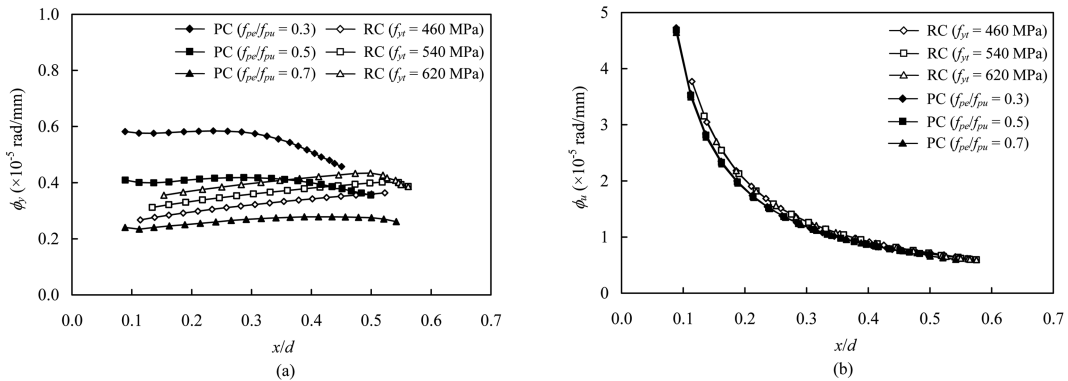 1.0
0.8
0.6
0.4
0.2
0.0
ϕy (×10-5 rad/mm)
PC (fpe/fpu = 0.3)
PC (fpe/fpu = 0.5)
PC (fpe/fpu = 0.7)
RC (fyt = 460 MPa)
RC (fyt = 540 MPa)
RC (fyt = 620 MPa)
0.0 0.1 0.2 0.3 0.4 0.5 0.6 0.7
x/d
(a)
5
4
3
2
1
0
ϕu (×10-5 rad/mm)
RC (fyt = 460 MPa)
RC (fyt = 540 MPa)
RC (fyt = 620 MPa)
PC (fpe/fpu = 0.3)
PC (fpe/fpu = 0.5)
PC (fpe/fpu = 0.7)
0.0 0.1 0.2 0.3 0.4 0.5 0.6 0.7
x/d
(b)